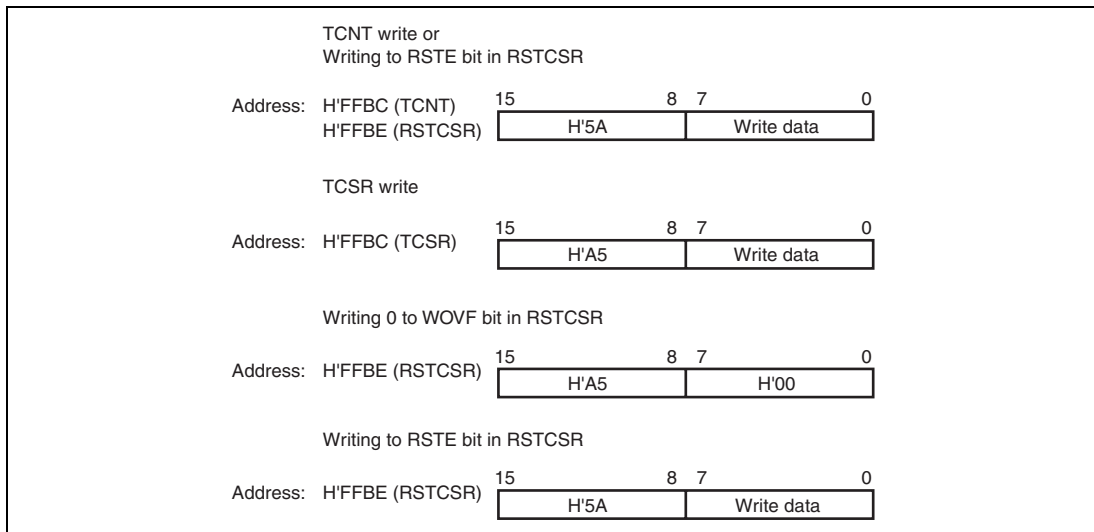 TCNT write or
Writing to RSTE bit in RSTCSR
15 8 7 0
Address: H'FFBC (TCNT)
H'FFBE (RSTCSR)
H'5A Write data
TCSR write
15 8 7 0
Address: H'FFBC (TCSR)
H'A5 Write data
Writing 0 to WOVF bit in RSTCSR
15 8 7 0
Address: H'FFBE (RSTCSR)
H'A5 H'00
Writing to RSTE bit in RSTCSR
15 8 7 0
Address: H'FFBE (RSTCSR)
H'5A Write data